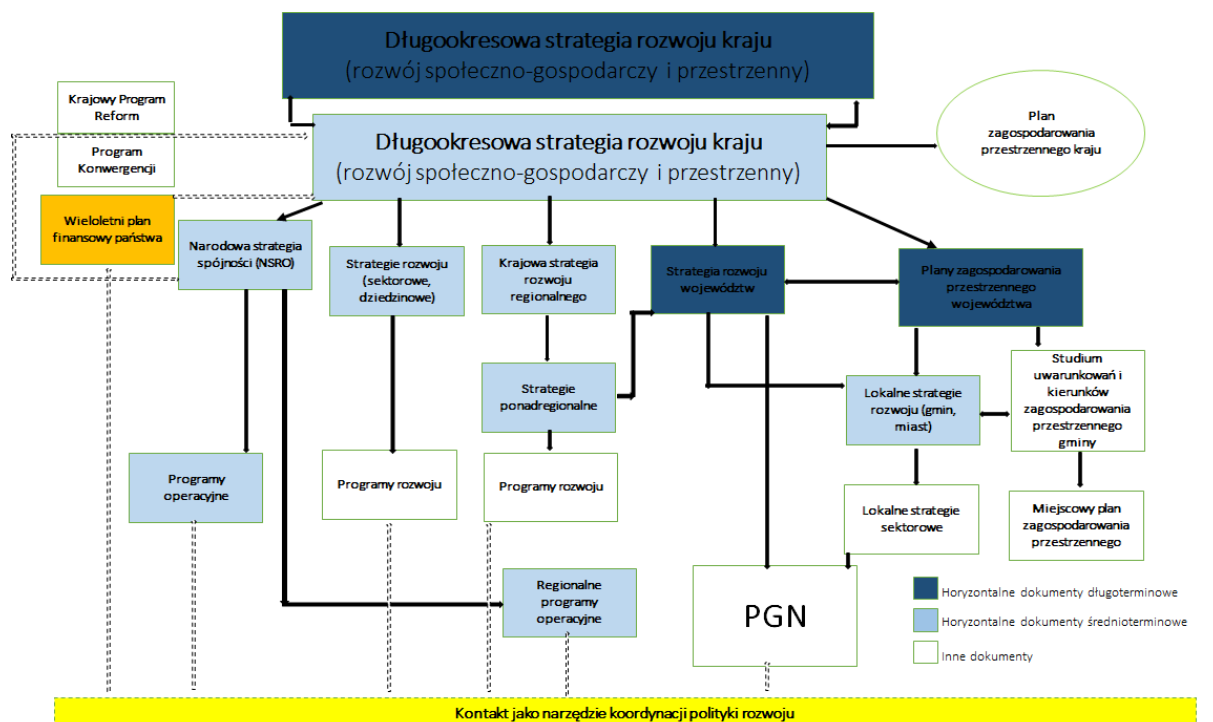 Długookresowa strategia rozwoju kraju
(rozwój społeczno-gospodarczy i przestrzenny)
Krajowy Program
Reform
Program
Konwergencji
Długookresowa strategia rozwoju kraju
(rozwój społeczno-gospodarczy i przestrzenny)
Plan
zagospodarowania
przestrzennego kraju
Wieloletni plan
finansowy państwa
Narodowa strategia
spójności (NSRO)
Strategie rozwoju
(sektorowe,
dziedzinowe)
Krajowa strategia
rozwoju
regionalnego
Strategia rozwoju
województw
Plany zagospodarowania
przestrzennego
województwa
Strategie
ponadregionalne
Lokalne strategie
rozwoju (gmin,
miast)
Studium
uwarunkowań i
kierunków
zagospodarowania
przestrzennego
gminy
Programy
operacyjne
Programy rozwoju
Programy rozwoju
Lokalne strategie
sektorowe
Miejscowy plan
zagospodarowania
przestrzennego
Regionalne
programy
operacyjne
PGN
Horyzontalne dokumenty długoterminowe
Horyzontalne dokumenty średnioterminowe
Inne dokumenty
Kontakt jako narzędzie koordynacji polityki rozwoju